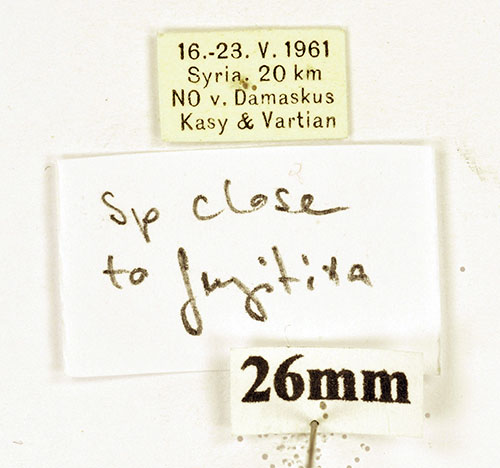 16.-23. V. 1961
Syria. 20 km
NO v. Damaskus
Kasy & Vartian
Sp close
to fugitiva
26mm